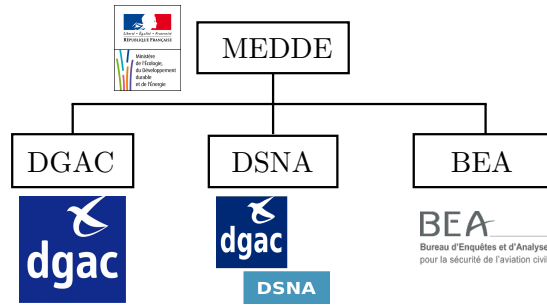 Liberté • Égalité • Fraternité
RÉPUBLIQUE FRANÇAISE
Ministère
de l'Écologie,
du Développement
durable
et de l'Énergie
MEDDE
DGAC
DSNA
BEA
dgac
dgac
DSNA
BEA
Bureau d'Enquêtes et d'Analyse
pour la sécurité de l'aviation civil